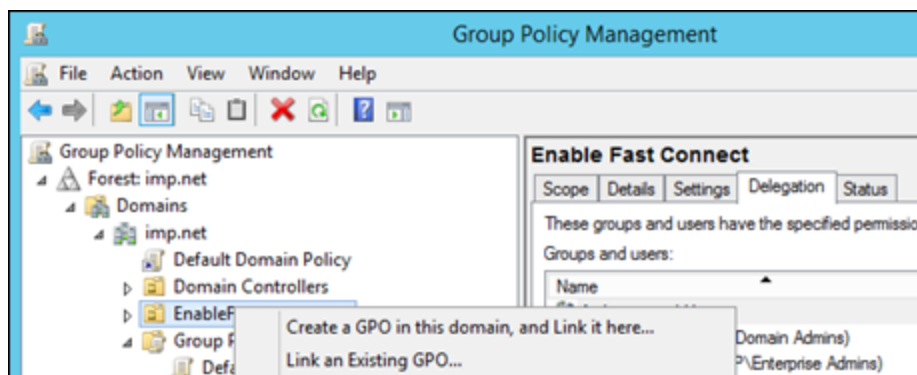 Group Policy Management
File Action View Window Help
Group Policy Management
Forest: imp.net
Domains
imp.net
Default Domain Policy
Domain Controllers
EnableF
Group P
Defa
Enable Fast Connect
Scope Details Settings Delegation Status
These groups and users have the specified permissio
Groups and users:
Name
Create a GPO in this domain, and Link it here...
Link an Existing GPO...
Domain Admins)
P\Enterprise Admins)